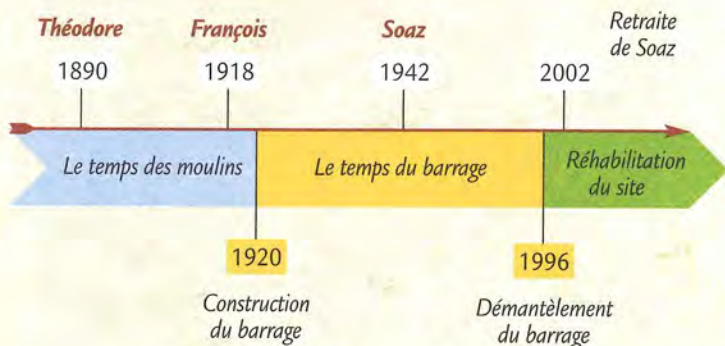 Théodore François Soaz Retraite
de Soaz
1890 1918 1942 2002
Le temps des moulins Le temps du barrage Réhabilitation
du site
1920 1996
Construction
du barrage
Démantèlement
du barrage